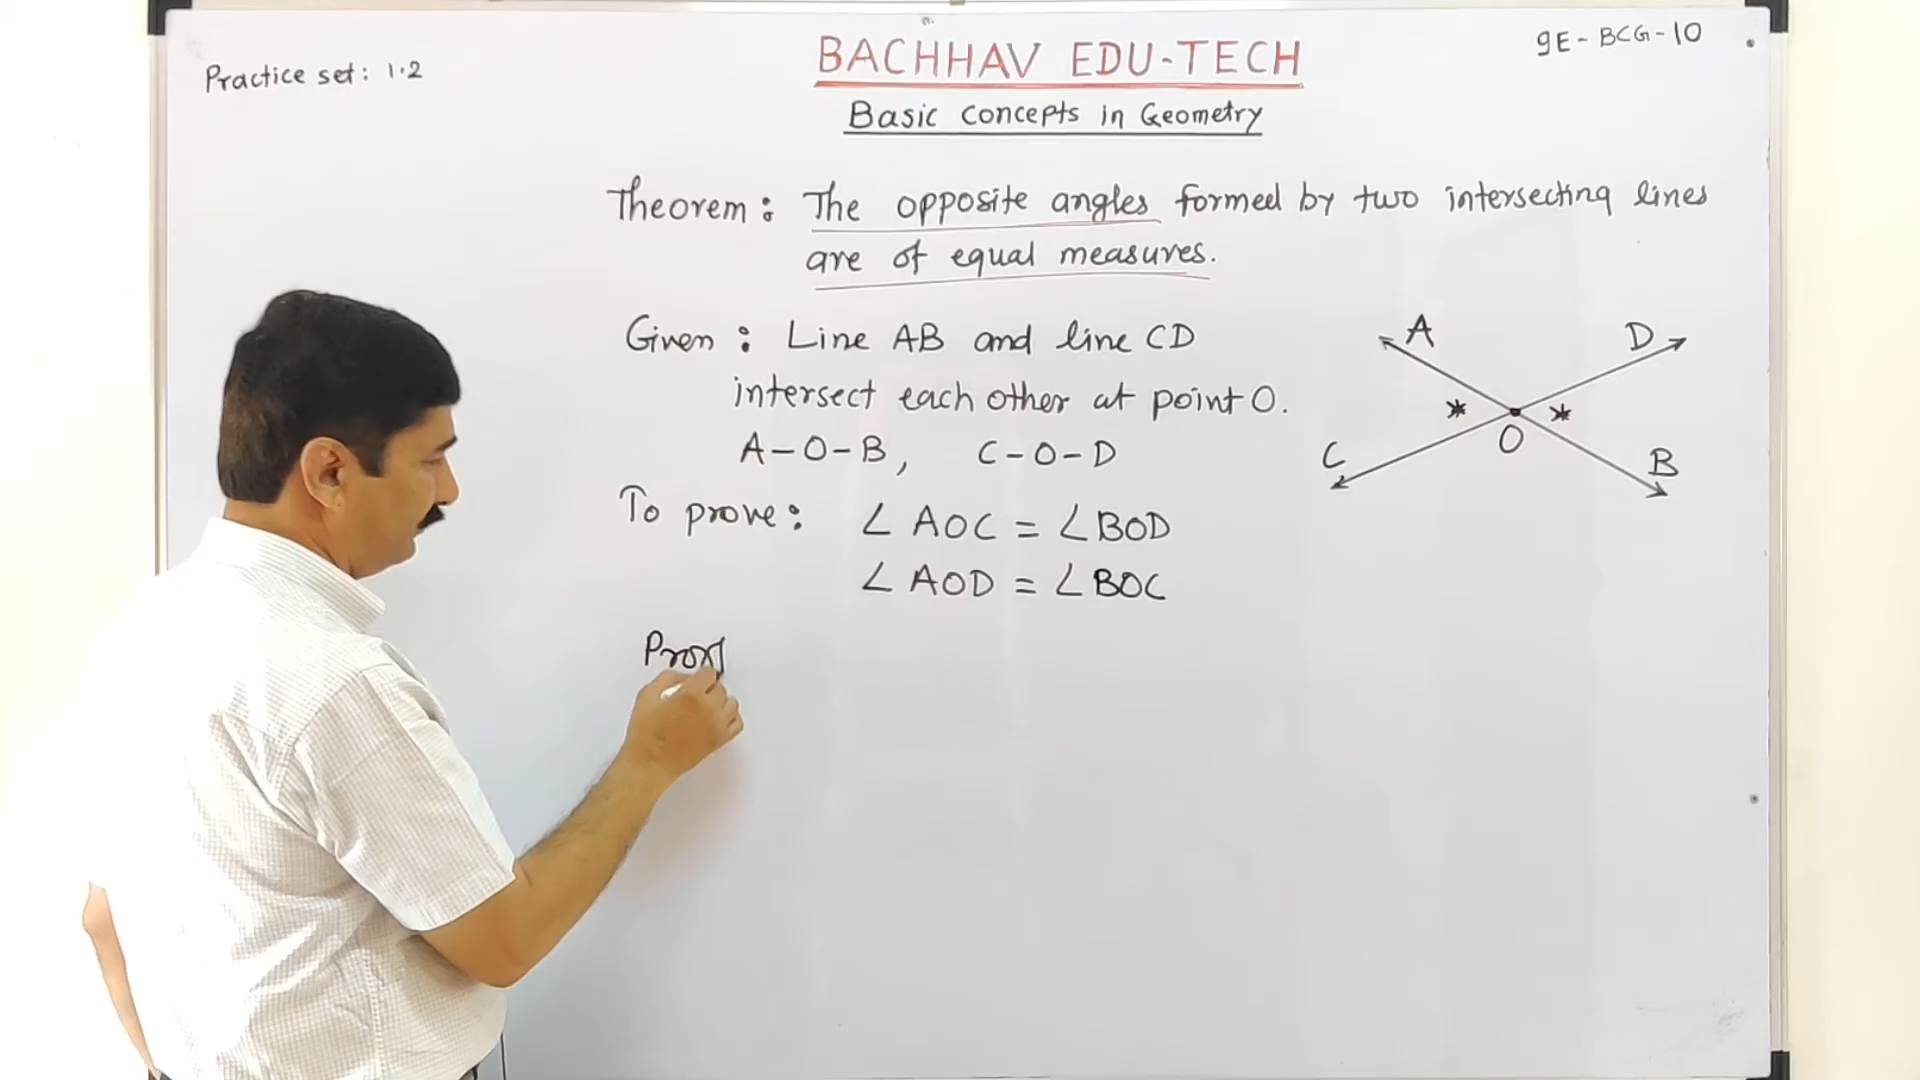 Practice set: 1.2
BACHHAV EDU-TECH
9E-BCG-10
Basic concepts in Geometry
Theorem: The opposite angles formed by two intersecting lines
are of equal measures.
Given: Line AB and line CD
intersect each other at point O.
A-O-B, C-O-D
To prove: ∠AOC = ∠BOD
∠AOD = ∠BOC
Proof
A
D
O
C
B